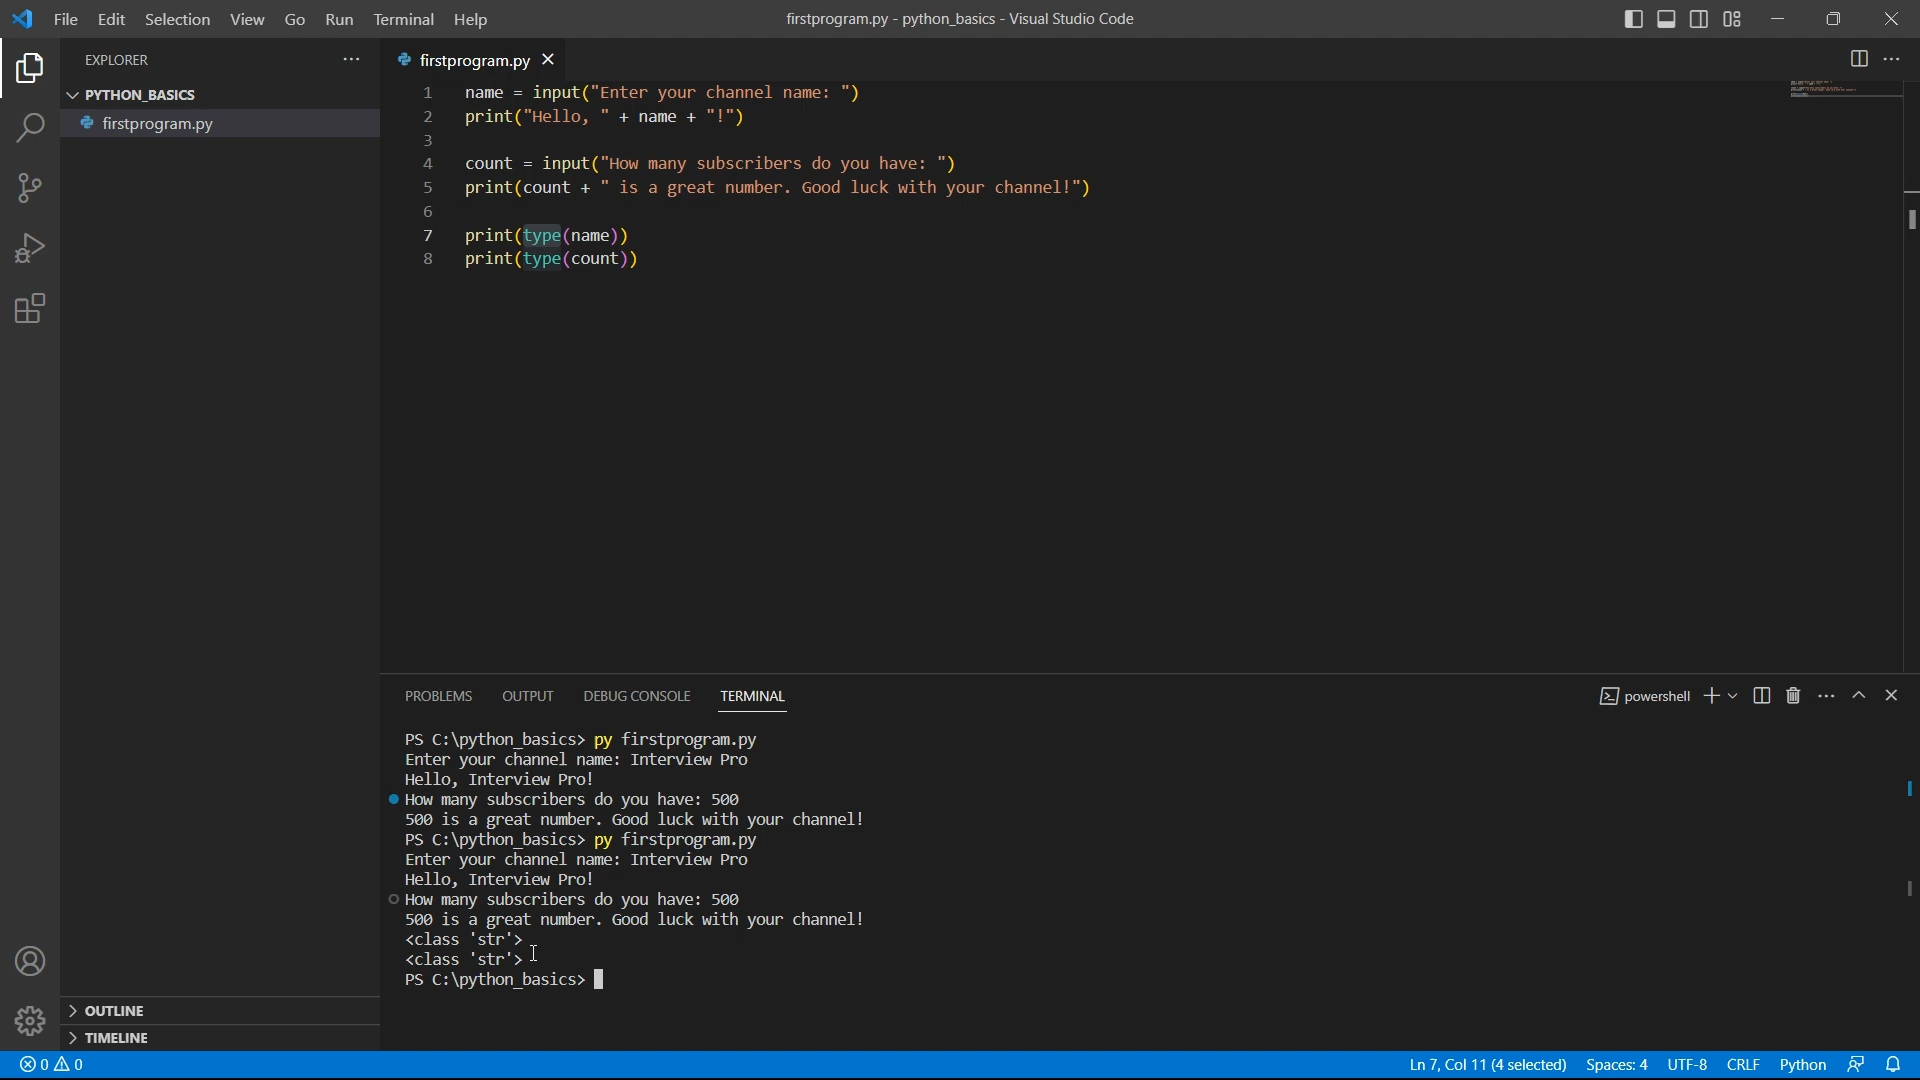 File Edit Selection View Go Run Terminal Help
firstprogram.py - python_basics - Visual Studio Code
EXPLORER
PYTHON_BASICS
firstprogram.py
firstprogram.py
1 name = input("Enter your channel name: ")
2 print("Hello, " + name + "!")
3
4 count = input("How many subscribers do you have: ")
5 print(count + " is a great number. Good luck with your channel!")
6
7 print(type(name))
8 print(type(count))
PROBLEMS OUTPUT DEBUG CONSOLE TERMINAL
powershell
PS C:\python_basics> py firstprogram.py
Enter your channel name: Interview Pro
Hello, Interview Pro!
How many subscribers do you have: 500
500 is a great number. Good luck with your channel!
PS C:\python_basics> py firstprogram.py
Enter your channel name: Interview Pro
Hello, Interview Pro!
How many subscribers do you have: 500
500 is a great number. Good luck with your channel!
<class 'str'>
<class 'str'>
PS C:\python_basics>
OUTLINE
TIMELINE
0 0
Ln 7, Col 11 (4 selected) Spaces: 4 UTF-8 CRLF Python